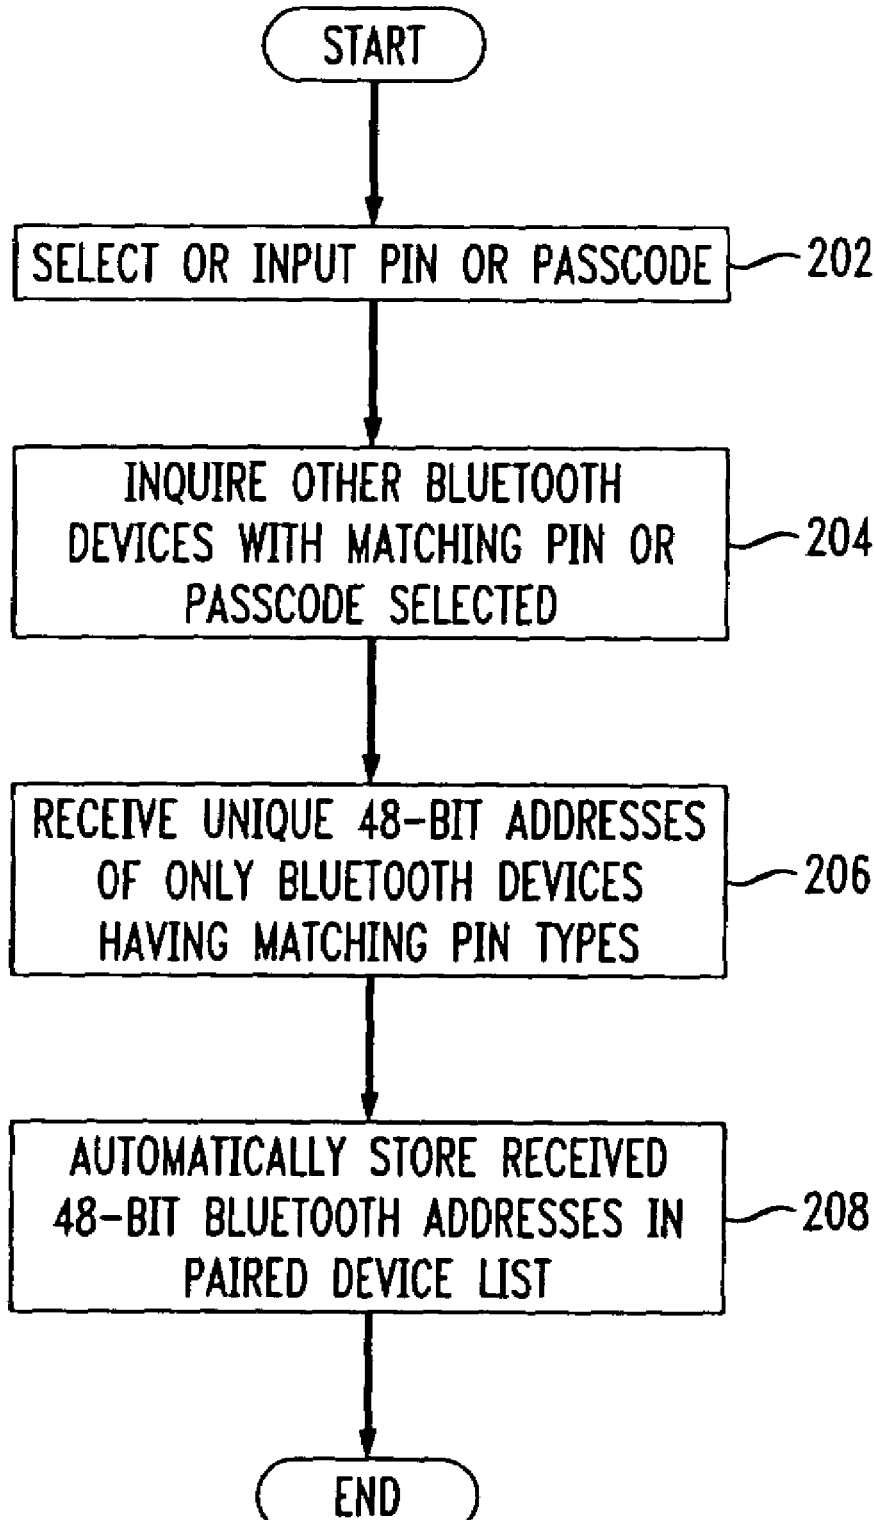 START
SELECT OR INPUT PIN OR PASSCODE
202
INQUIRE OTHER BLUETOOTH
DEVICES WITH MATCHING PIN OR
PASSCODE SELECTED
204
RECEIVE UNIQUE 48-BIT ADDRESSES
OF ONLY BLUETOOTH DEVICES
HAVING MATCHING PIN TYPES
206
AUTOMATICALLY STORE RECEIVED
48-BIT BLUETOOTH ADDRESSES IN
PAIRED DEVICE LIST
208
END